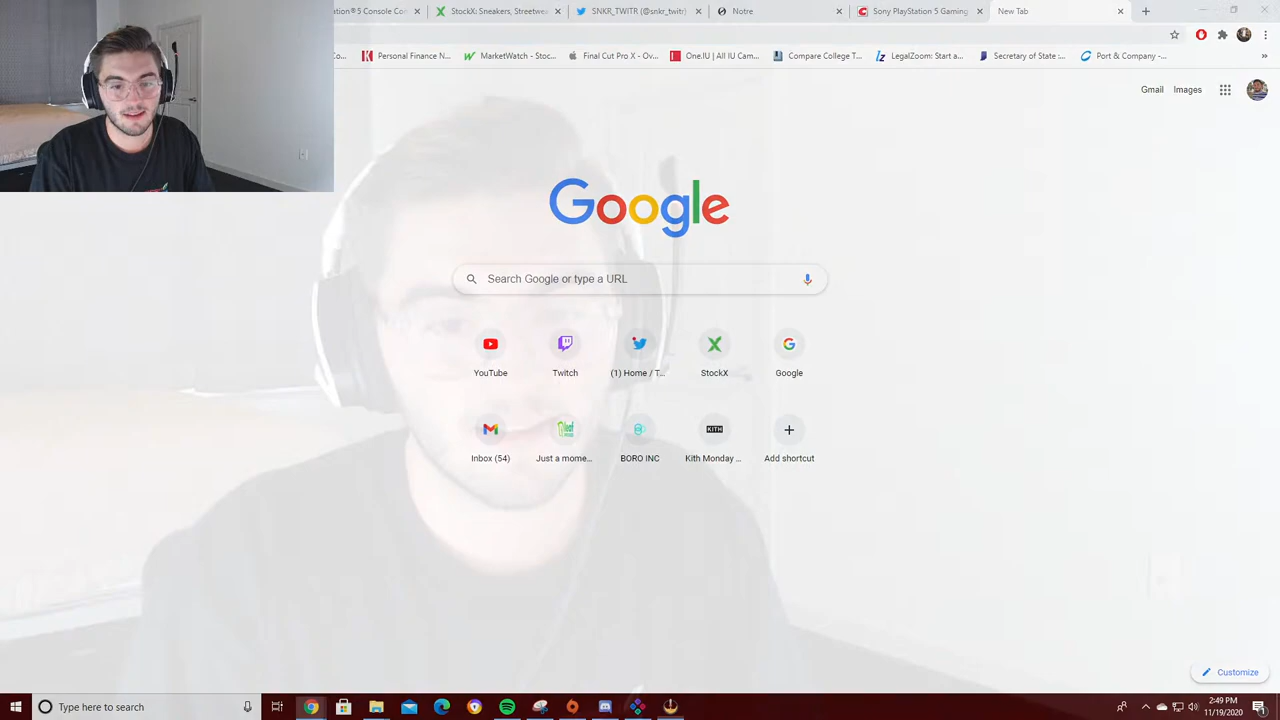 ation®5 Console Co
StockX: Sneakers, Streetwe
SNKR_TWITR (@snkr_twitr)
Notre
Sony PlayStation 5 Gaming
New Tab
Personal Finance N...
MarketWatch - Stoc...
Final Cut Pro X - Ov...
One.IU | All IU Cam...
Compare College T...
LegalZoom: Start a...
Secretary of State :...
Port & Company -...
Gmail
Images
Google
Search Google or type a URL
YouTube
Twitch
(1) Home / T...
StockX
Google
Inbox (54)
Just a mome...
BORO INC
KITH
Kith Monday ...
Add shortcut
Customize
Type here to search
2:49 PM
11/19/2020